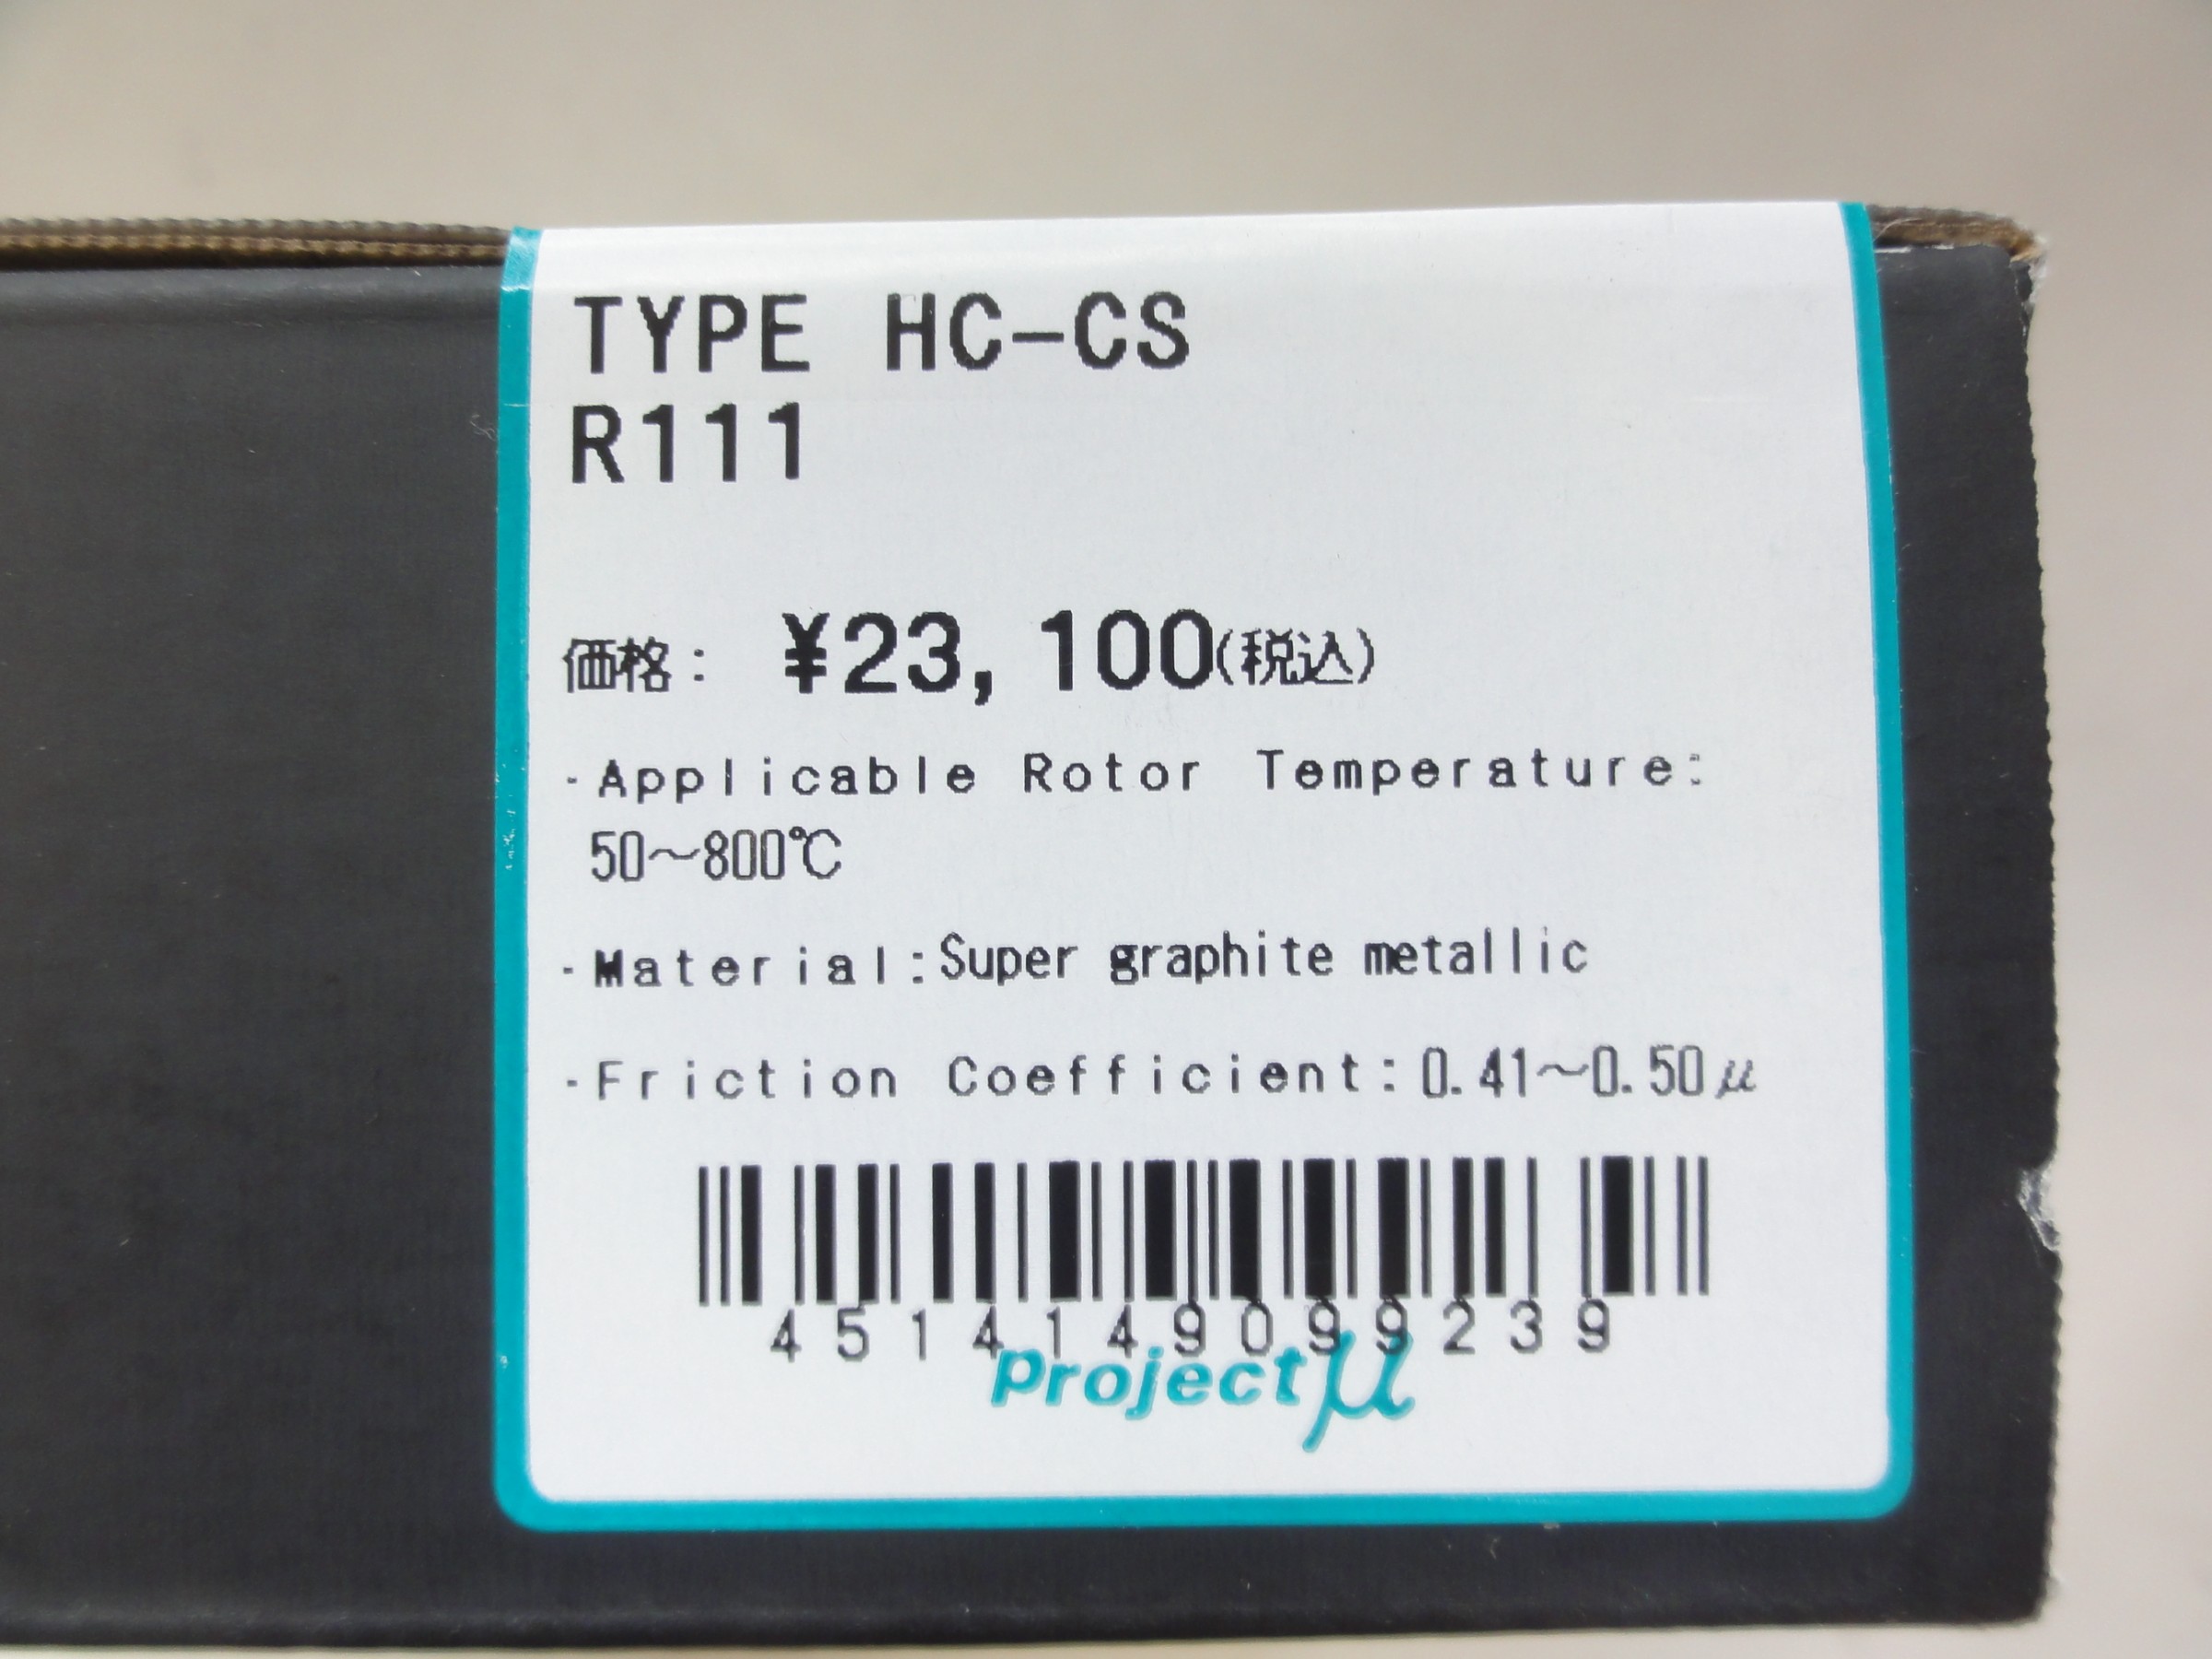 TYPE HC-CS
R111
価格: ¥23,100(税込)
-Applicable Rotor Temperature:
50～800℃
-Material:Super graphite metallic
-Friction Coefficient:0.41～0.50μ
4514149099239
Projectμ